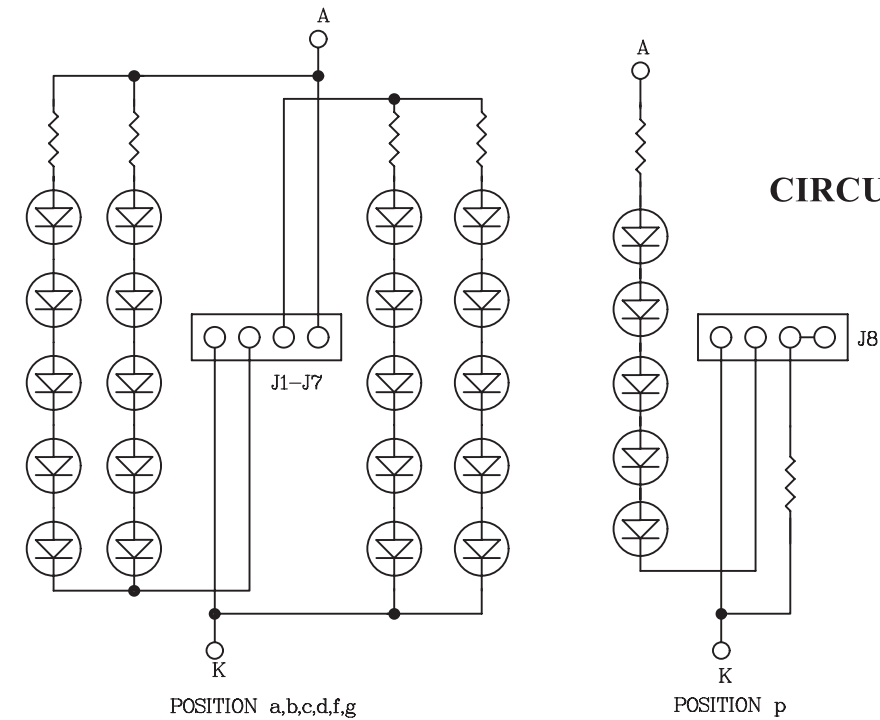 A
A
CIRCU
J1-J7
J8
K
K
POSITION a,b,c,d,f,g
POSITION p